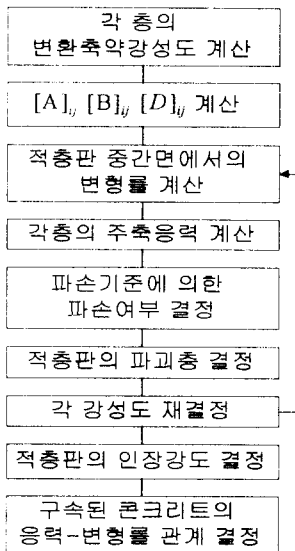 각 층의
변환축약강성도 계산
[A]ij [B]ij [D]ij 계산
적층판 중간면에서의
변형률 계산
각층의 주축응력 계산
파손기준에 의한
파손여부 결정
적층판의 파괴층 결정
각 강성도 재결정
적층판의 인장강도 결정
구속된 콘크리트의
응력-변형률 관계 결정